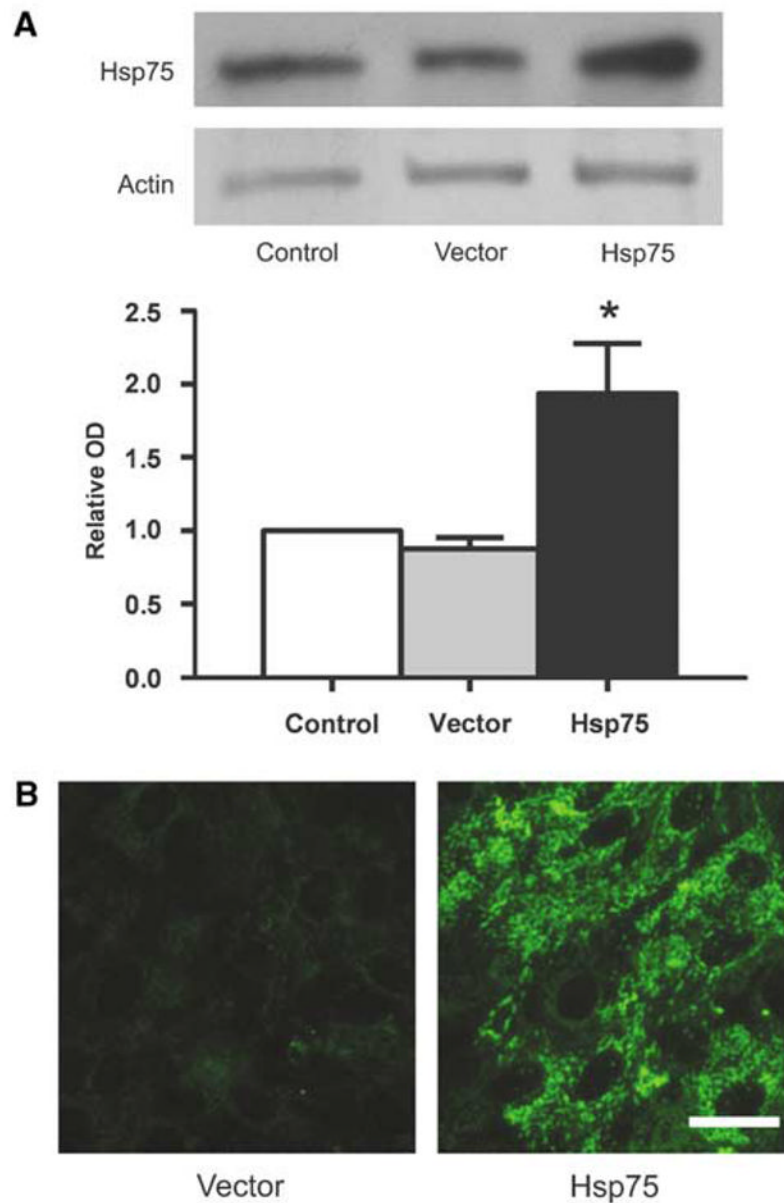 A
Hsp75
Actin
Control Vector Hsp75
2.5
*
2.0
1.5
Relative OD
1.0
0.5
0.0
Control Vector Hsp75
B
Vector Hsp75